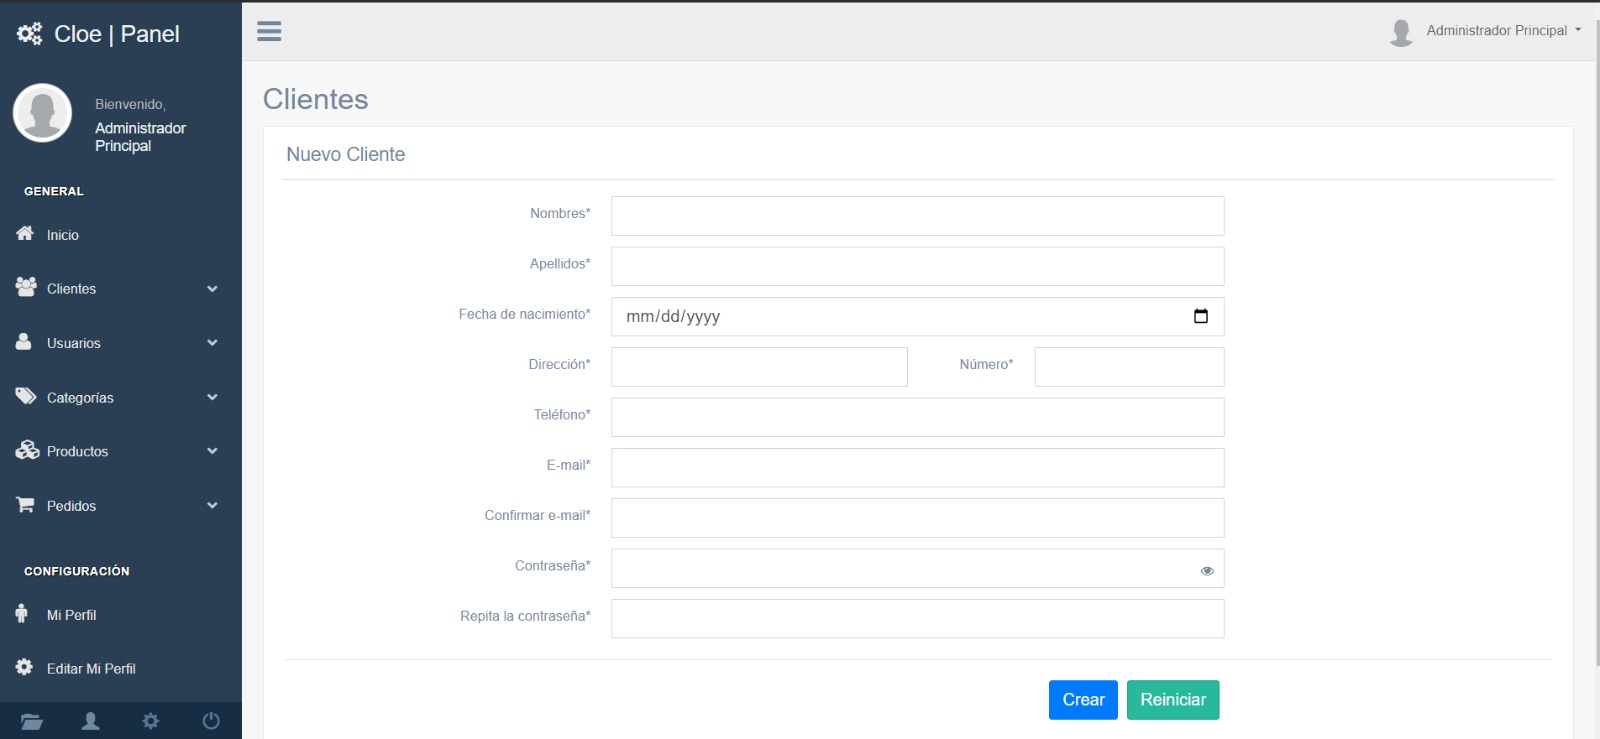 Cloe | Panel
Administrador Principal
Bienvenido,
Administrador
Principal
GENERAL
Inicio
Clientes
Usuarios
Categorías
Productos
Pedidos
CONFIGURACIÓN
Mi Perfil
Editar Mi Perfil
Clientes
Nuevo Cliente
Nombres*
Apellidos*
Fecha de nacimiento* mm/dd/yyyy
Dirección* Número*
Teléfono*
E-mail*
Confirmar e-mail*
Contraseña*
Repita la contraseña*
Crear Reiniciar